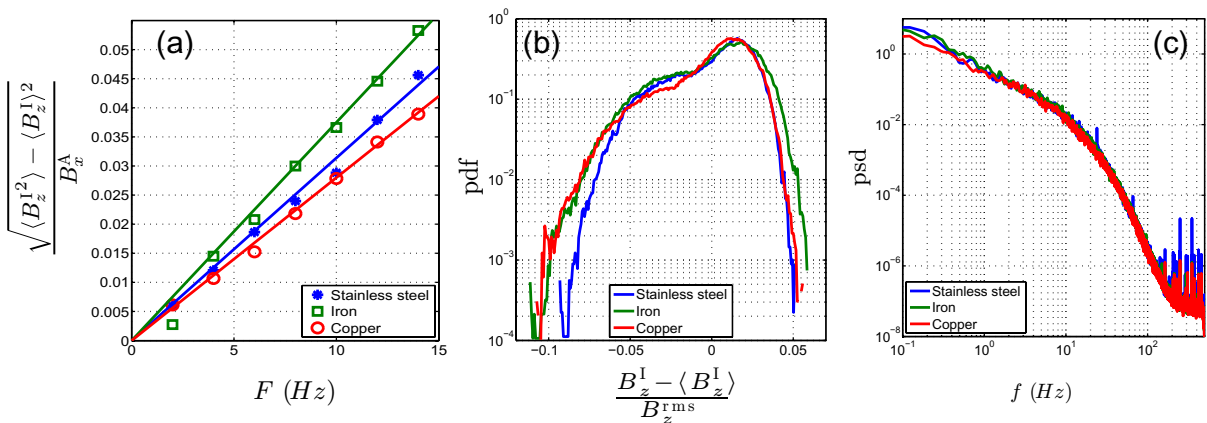 (a)
√⟨B_z^I²⟩ − ⟨B_z^I⟩²
B_x^A
0.05
0.045
0.04
0.035
0.03
0.025
0.02
0.015
0.01
0.005
0
0 5 10 15
F (Hz)
Stainless steel
Iron
Copper
(b)
pdf
10^0
10^−1
10^−2
10^−3
10^−4
−0.1 −0.05 0 0.05
B_z^I − ⟨B_z^I⟩
B_z^rms
Stainless steel
Iron
Copper
(c)
psd
10^0
10^−2
10^−4
10^−6
10^−8
10^−1 10^0 10^1 10^2
f (Hz)
Stainless steel
Iron
Copper